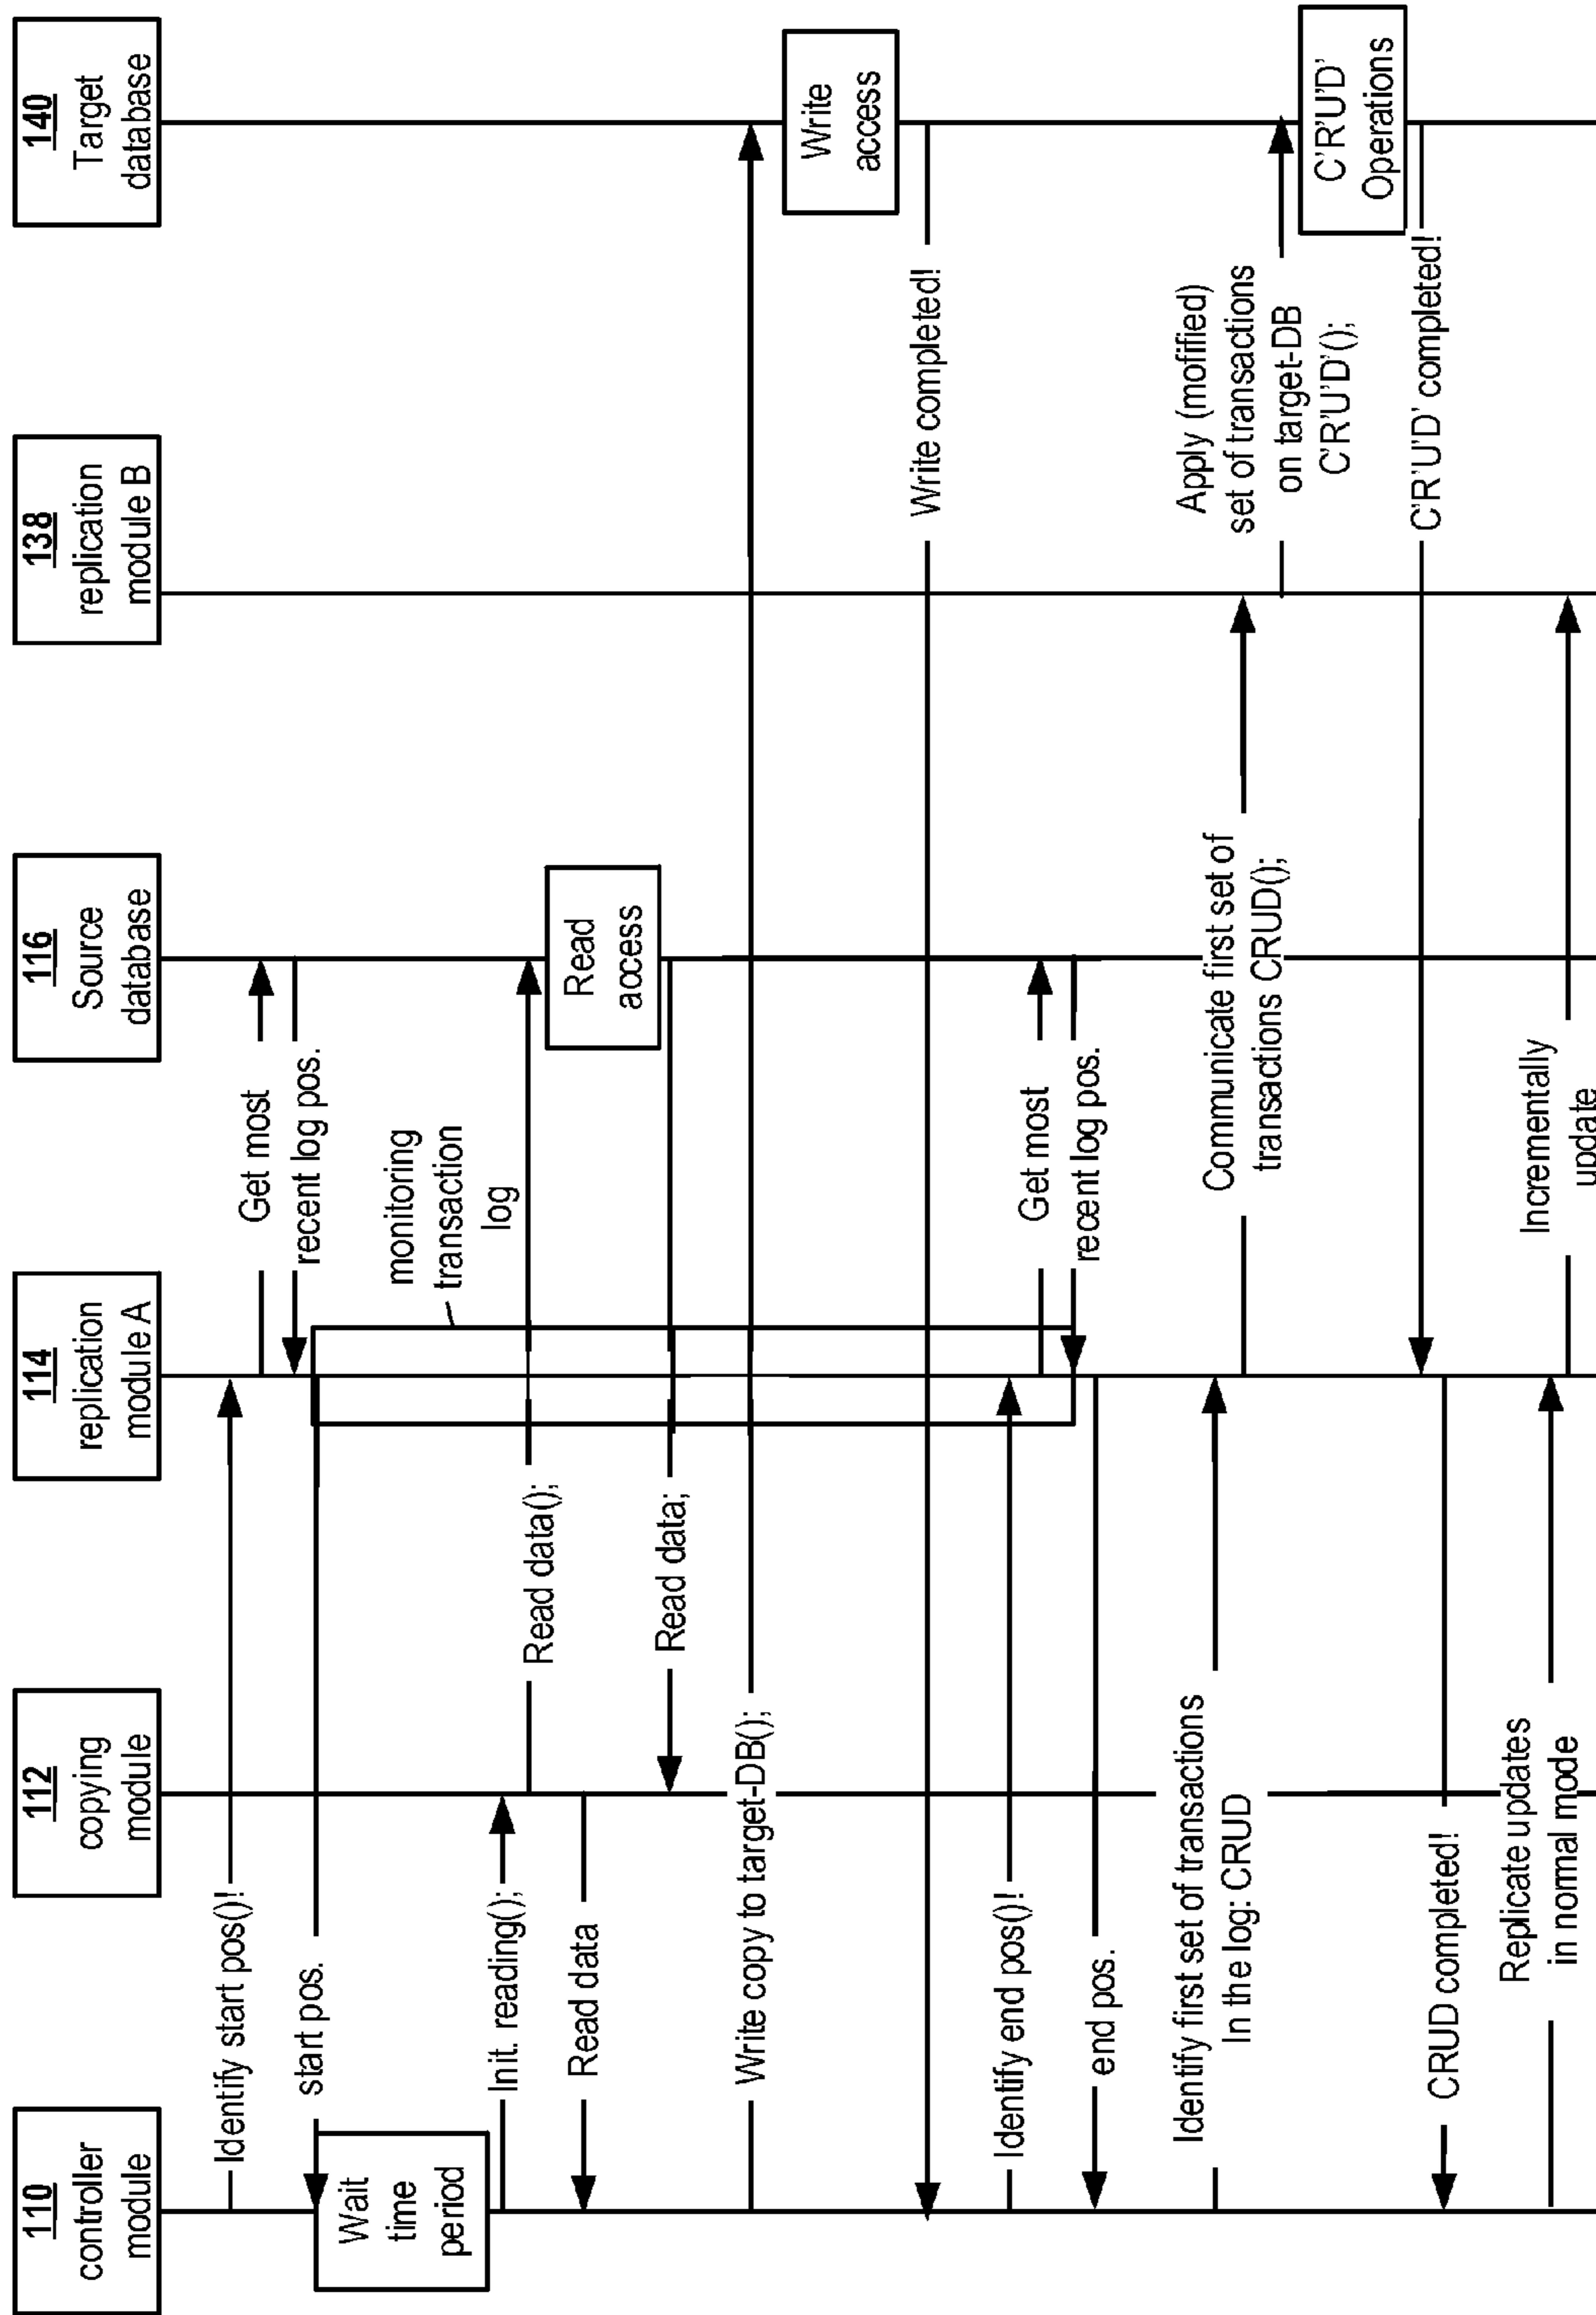 110
controller
module
112
copying
module
114
replication
module A
116
Source
database
138
replication
module B
140
Target
database
Identify start pos()!
Get most
recent log pos.
start pos.
Wait
time
period
monitoring
transaction
log
Init. reading();
Read data();
Read
access
Read data
Read data;
Write copy to target-DB();
Write
access
Write completed!
Identify end pos()!
Get most
recent log pos.
end pos.
Identify first set of transactions
In the log: CRUD
Communicate first set of
transactions CRUD();
Apply (mofified)
set of transactions
on target-DB
C'R'U'D'();
C'R'U'D'
Operations
C'R'U'D' completed!
CRUD completed!
Replicate updates
in normal mode
Incrementally
update